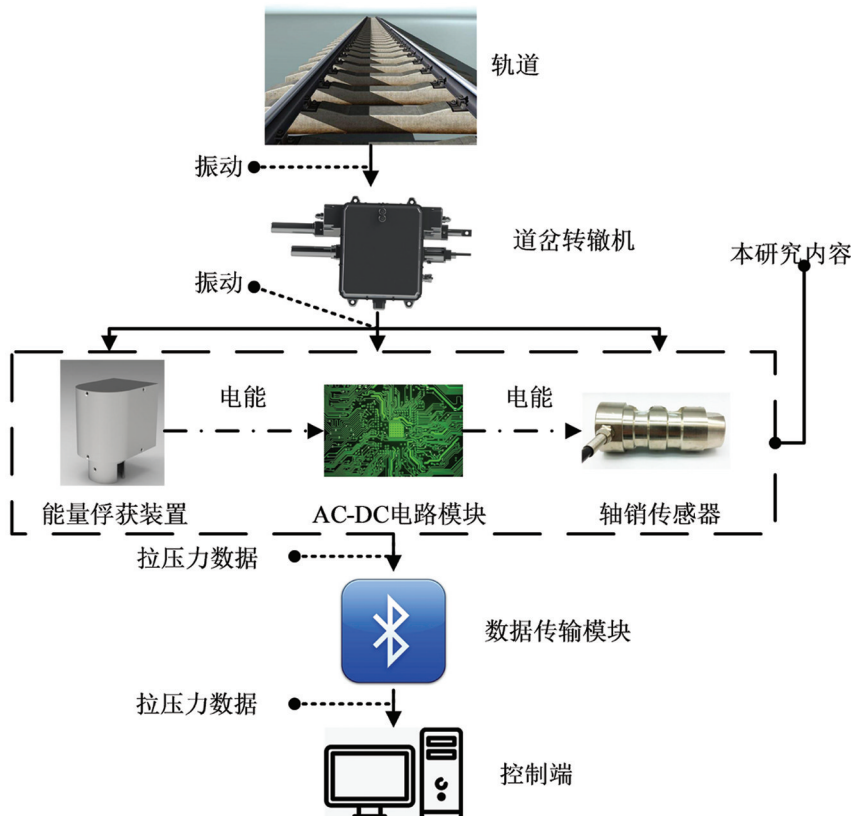 轨道
振动
道岔转辙机
本研究内容
振动
电能
电能
能量俘获装置
AC-DC电路模块
轴销传感器
拉压力数据
数据传输模块
拉压力数据
控制端